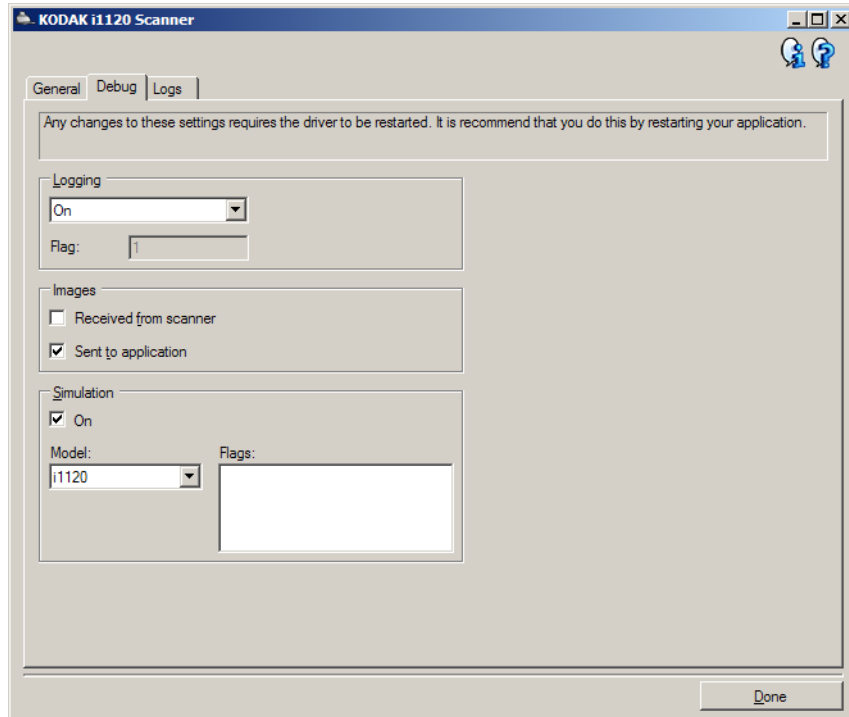 KODAK i1120 Scanner
General Debug Logs
Any changes to these settings requires the driver to be restarted. It is recommend that you do this by restarting your application.
Logging
On
Flag: 1
Images
Received from scanner
Sent to application
Simulation
On
Model: Flags:
i1120
Done